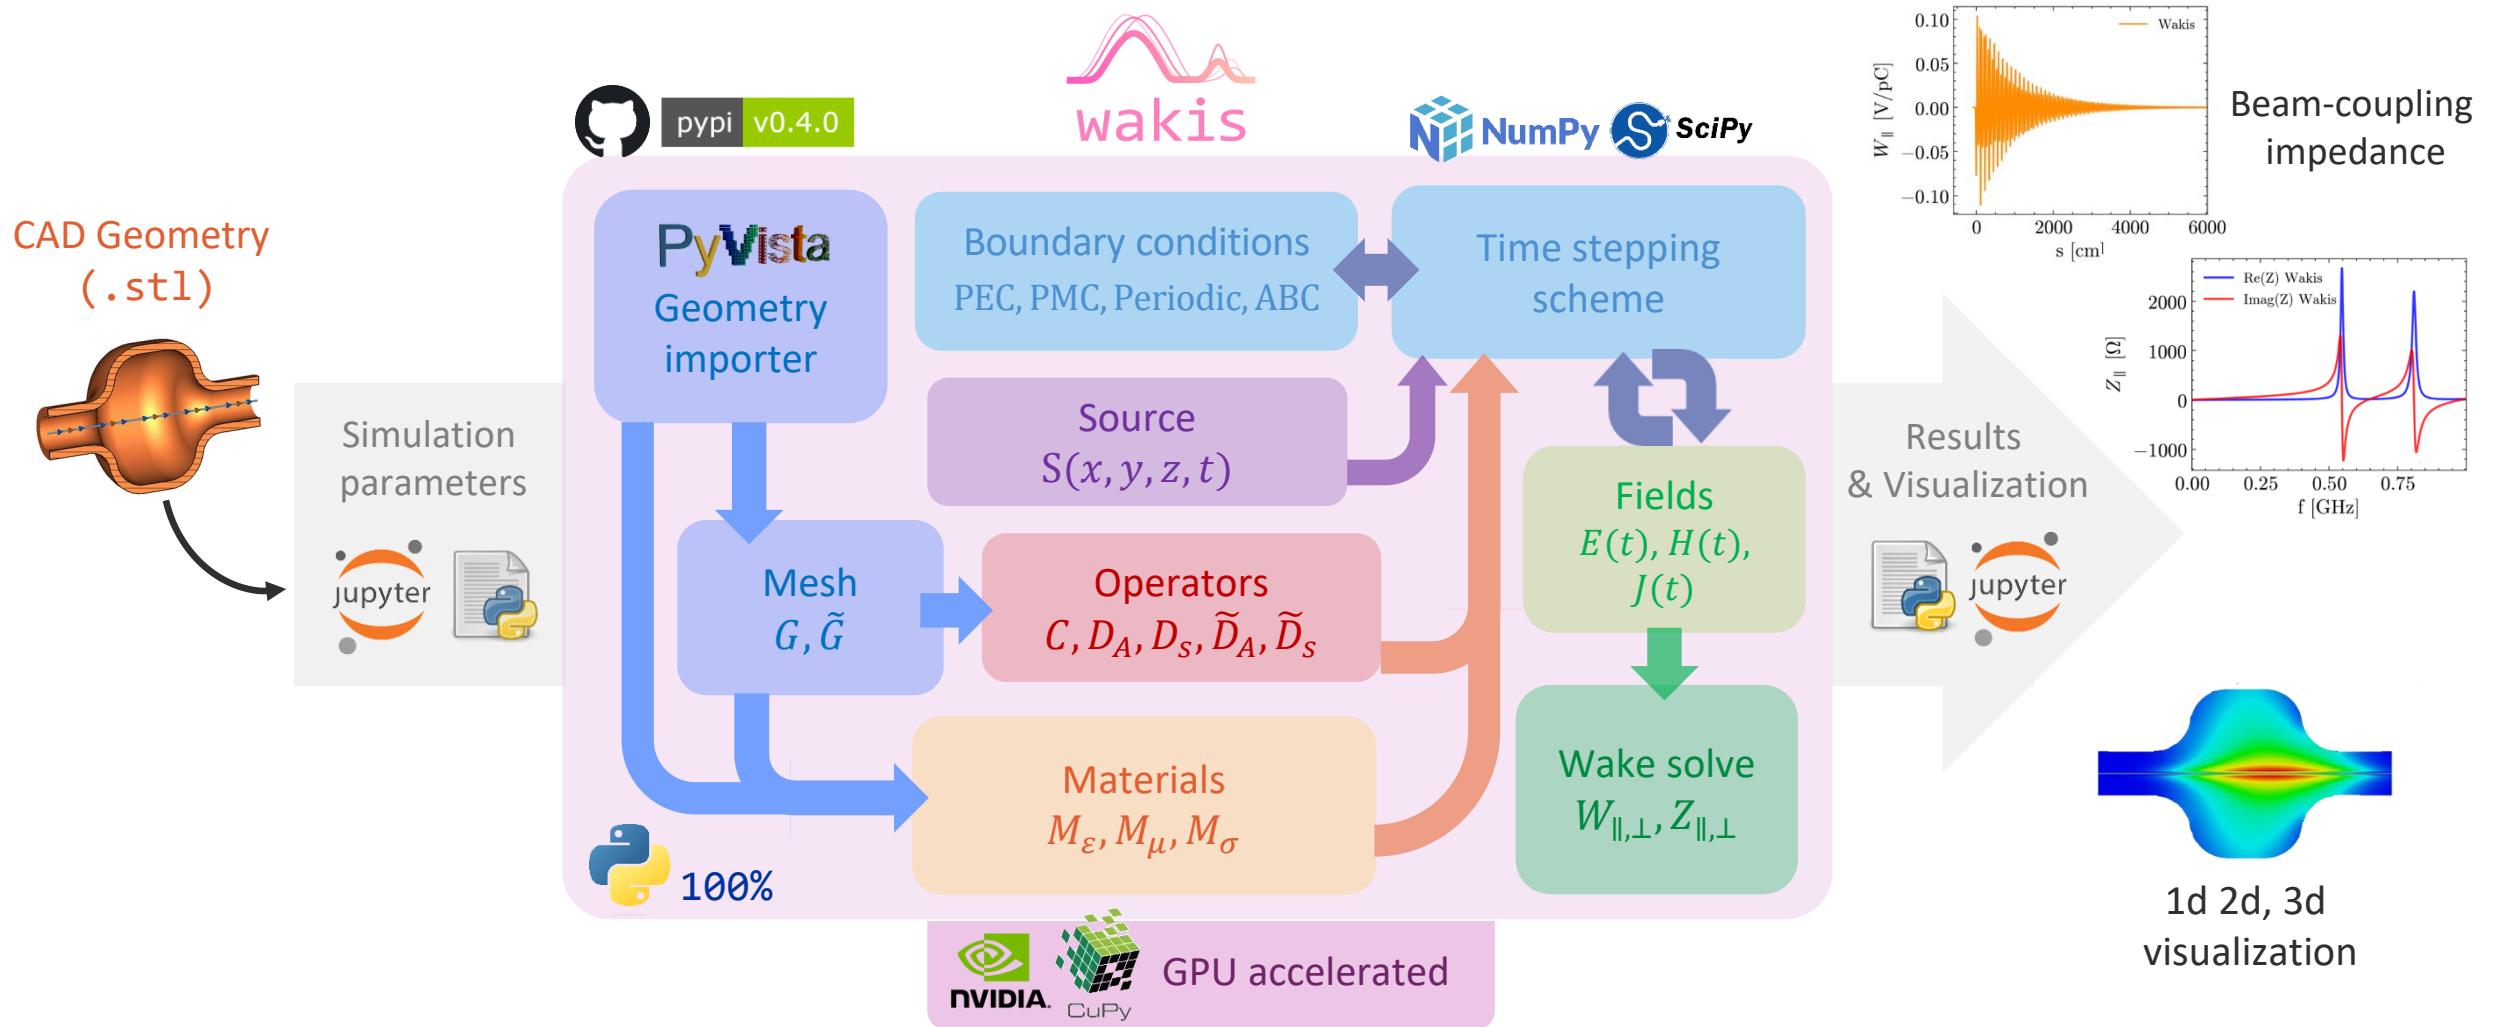 CAD Geometry
(.stl)
Simulation
parameters
jupyter
pypi v0.4.0
wakis
NumPy
SciPy
PyVista
Geometry
importer
Boundary conditions
PEC, PMC, Periodic, ABC
Time stepping
scheme
Source
S(x, y, z, t)
Mesh
G, G̃
Operators
C, D_A, D_s, D̃_A, D̃_s
Materials
M_ε, M_μ, M_σ
Fields
E(t), H(t),
J(t)
Wake solve
W_∥,⊥, Z_∥,⊥
100%
NVIDIA.
CuPy
GPU accelerated
Results
& Visualization
jupyter
Wakis
W_∥ [V/pC]
0.10
0.05
0.00
−0.05
−0.10
0 2000 4000 6000
s [cm]
Beam-coupling
impedance
Re(Z) Wakis
Imag(Z) Wakis
Z_∥ [Ω]
2000
1000
0
−1000
0.00 0.25 0.50 0.75
f [GHz]
1d 2d, 3d
visualization